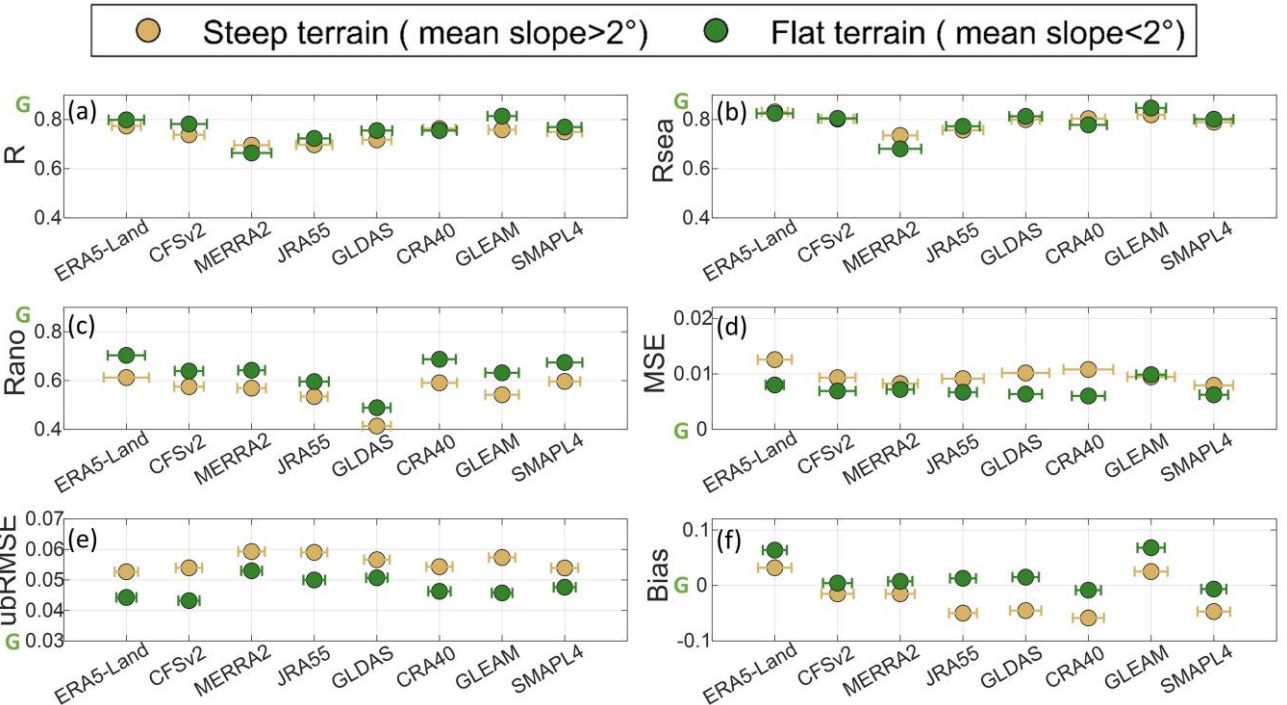 Steep terrain ( mean slope>2°) Flat terrain ( mean slope<2°)
(a)
G
0.8
0.6
0.4
R
ERA5-Land CFSv2 MERRA2 JRA55 GLDAS CRA40 GLEAM SMAPL4
(b)
G
0.8
0.6
0.4
Rsea
ERA5-Land CFSv2 MERRA2 JRA55 GLDAS CRA40 GLEAM SMAPL4
(c)
G
0.8
0.6
0.4
Rano
ERA5-Land CFSv2 MERRA2 JRA55 GLDAS CRA40 GLEAM SMAPL4
(d)
0.02
0.01
0
G
MSE
ERA5-Land CFSv2 MERRA2 JRA55 GLDAS CRA40 GLEAM SMAPL4
(e)
0.07
0.06
0.05
0.04
0.03
G
ubRMSE
ERA5-Land CFSv2 MERRA2 JRA55 GLDAS CRA40 GLEAM SMAPL4
(f)
0.1
G 0
-0.1
Bias
ERA5-Land CFSv2 MERRA2 JRA55 GLDAS CRA40 GLEAM SMAPL4